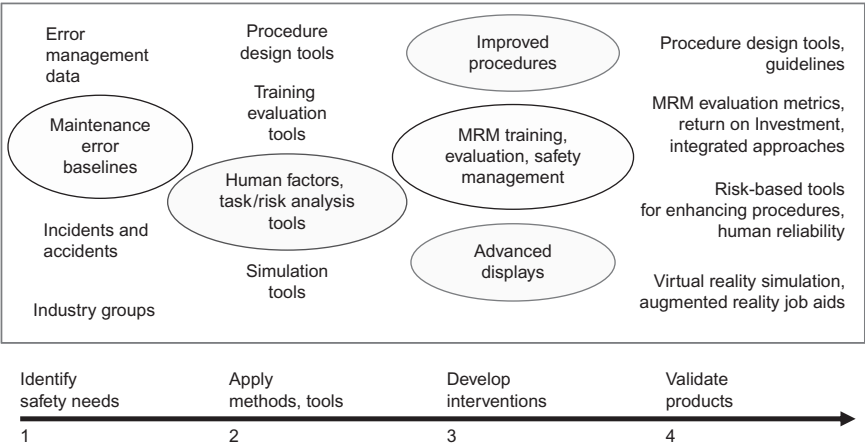 Error
management
data
Maintenance
error
baselines
Incidents and
accidents
Industry groups
Procedure
design tools
Training
evaluation
tools
Human factors,
task/risk analysis
tools
Simulation
tools
Improved
procedures
MRM training,
evaluation, safety
management
Advanced
displays
Procedure design tools,
guidelines
MRM evaluation metrics,
return on Investment,
integrated approaches
Risk-based tools
for enhancing procedures,
human reliability
Virtual reality simulation,
augmented reality job aids
Identify
safety needs
1
Apply
methods, tools
2
Develop
interventions
3
Validate
products
4